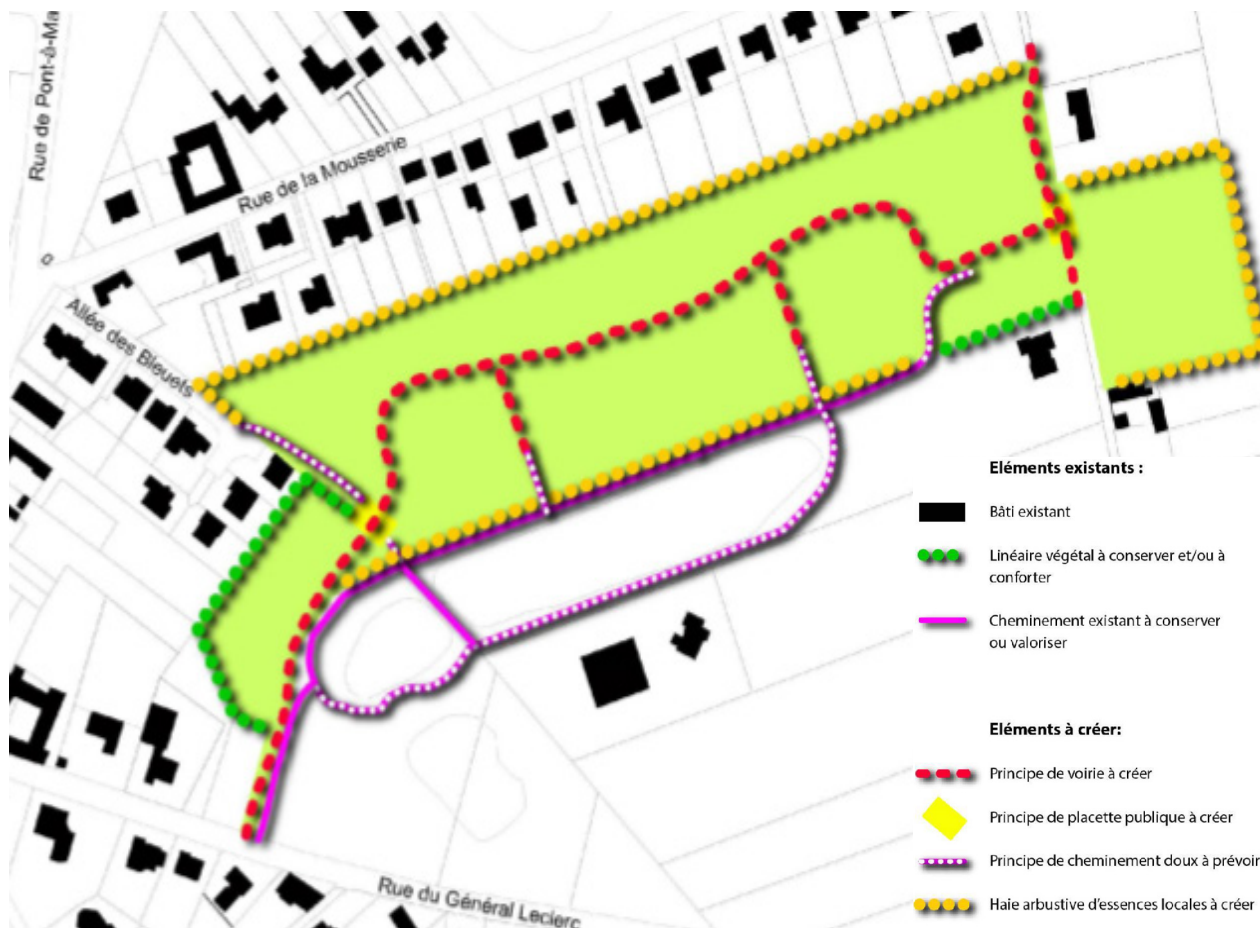 Rue de Pont-à-Ma
Rue de la Mousserie
Allée des Bleuets
Rue du Général Leclerc
Eléments existants :
Bâti existant
Linéaire végétal à conserver et/ou à
conforter
Cheminement existant à conserver
ou valoriser
Eléments à créer:
Principe de voirie à créer
Principe de placette publique à créer
Principe de cheminement doux à prévoir
Haie arbustive d'essences locales à créer